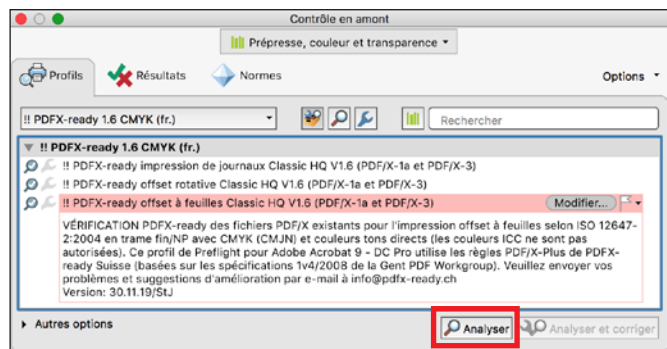 Contrôle en amont
Prépresse, couleur et transparence
Profils Résultats Normes Options
!! PDFX-ready 1.6 CMYK (fr.) Rechercher
!! PDFX-ready 1.6 CMYK (fr.)
!! PDFX-ready impression de journaux Classic HQ V1.6 (PDF/X-1a et PDF/X-3)
!! PDFX-ready offset rotative Classic HQ V1.6 (PDF/X-1a et PDF/X-3)
!! PDFX-ready offset à feuilles Classic HQ V1.6 (PDF/X-1a et PDF/X-3) Modifier...
VÉRIFICATION PDFX-ready des fichiers PDF/X existants pour l'impression offset à feuilles selon ISO 12647-
2:2004 en trame fin/NP avec CMYK (CMJN) et couleurs tons directs (les couleurs ICC ne sont pas
autorisées). Ce profil de Preflight pour Adobe Acrobat 9 - DC Pro utilise les règles PDF/X-Plus de PDFX-
ready Suisse (basées sur les spécifications 1v4/2008 de la Gent PDF Workgroup). Veuillez envoyer vos
problèmes et suggestions d'amélioration par e-mail à info@pdfx-ready.ch
Version: 30.11.19/StJ
Autres options Analyser Analyser et corriger